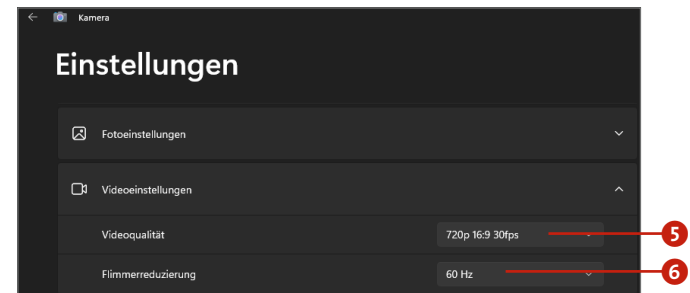 Kamera
Einstellungen
Fotoeinstellungen
Videoeinstellungen
Videoqualität 720p 16:9 30fps 5
Flimmerreduzierung 60 Hz 6